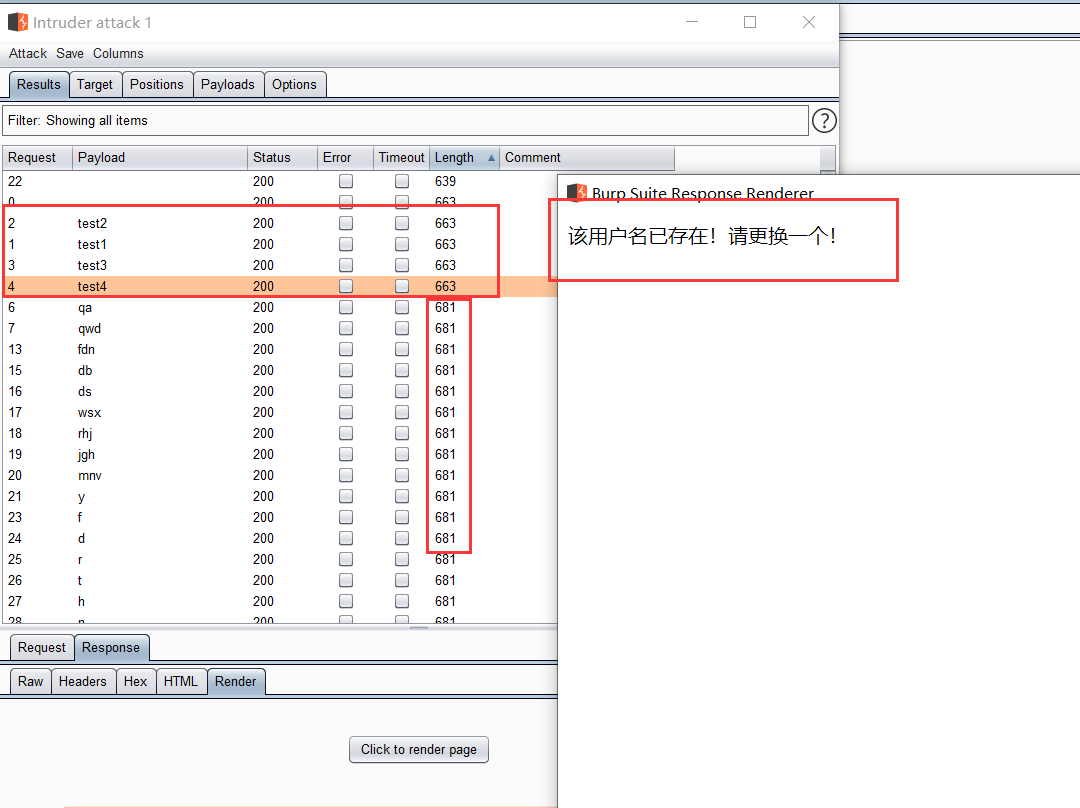 Intruder attack 1
Attack Save Columns
Results Target Positions Payloads Options
Filter: Showing all items
?
Request Payload Status Error Timeout Length Comment
22 200 639
0 200 663
2 test2 200 663
1 test1 200 663
3 test3 200 663
4 test4 200 663
6 qa 200 681
7 qwd 200 681
13 fdn 200 681
15 db 200 681
16 ds 200 681
17 wsx 200 681
18 rhj 200 681
19 jgh 200 681
20 mnv 200 681
21 y 200 681
23 f 200 681
24 d 200 681
25 r 200 681
26 t 200 681
27 h 200 681
28 n 200 681
Burp Suite Response Renderer
该用户名已存在！请更换一个！
Request Response
Raw Headers Hex HTML Render
Click to render page